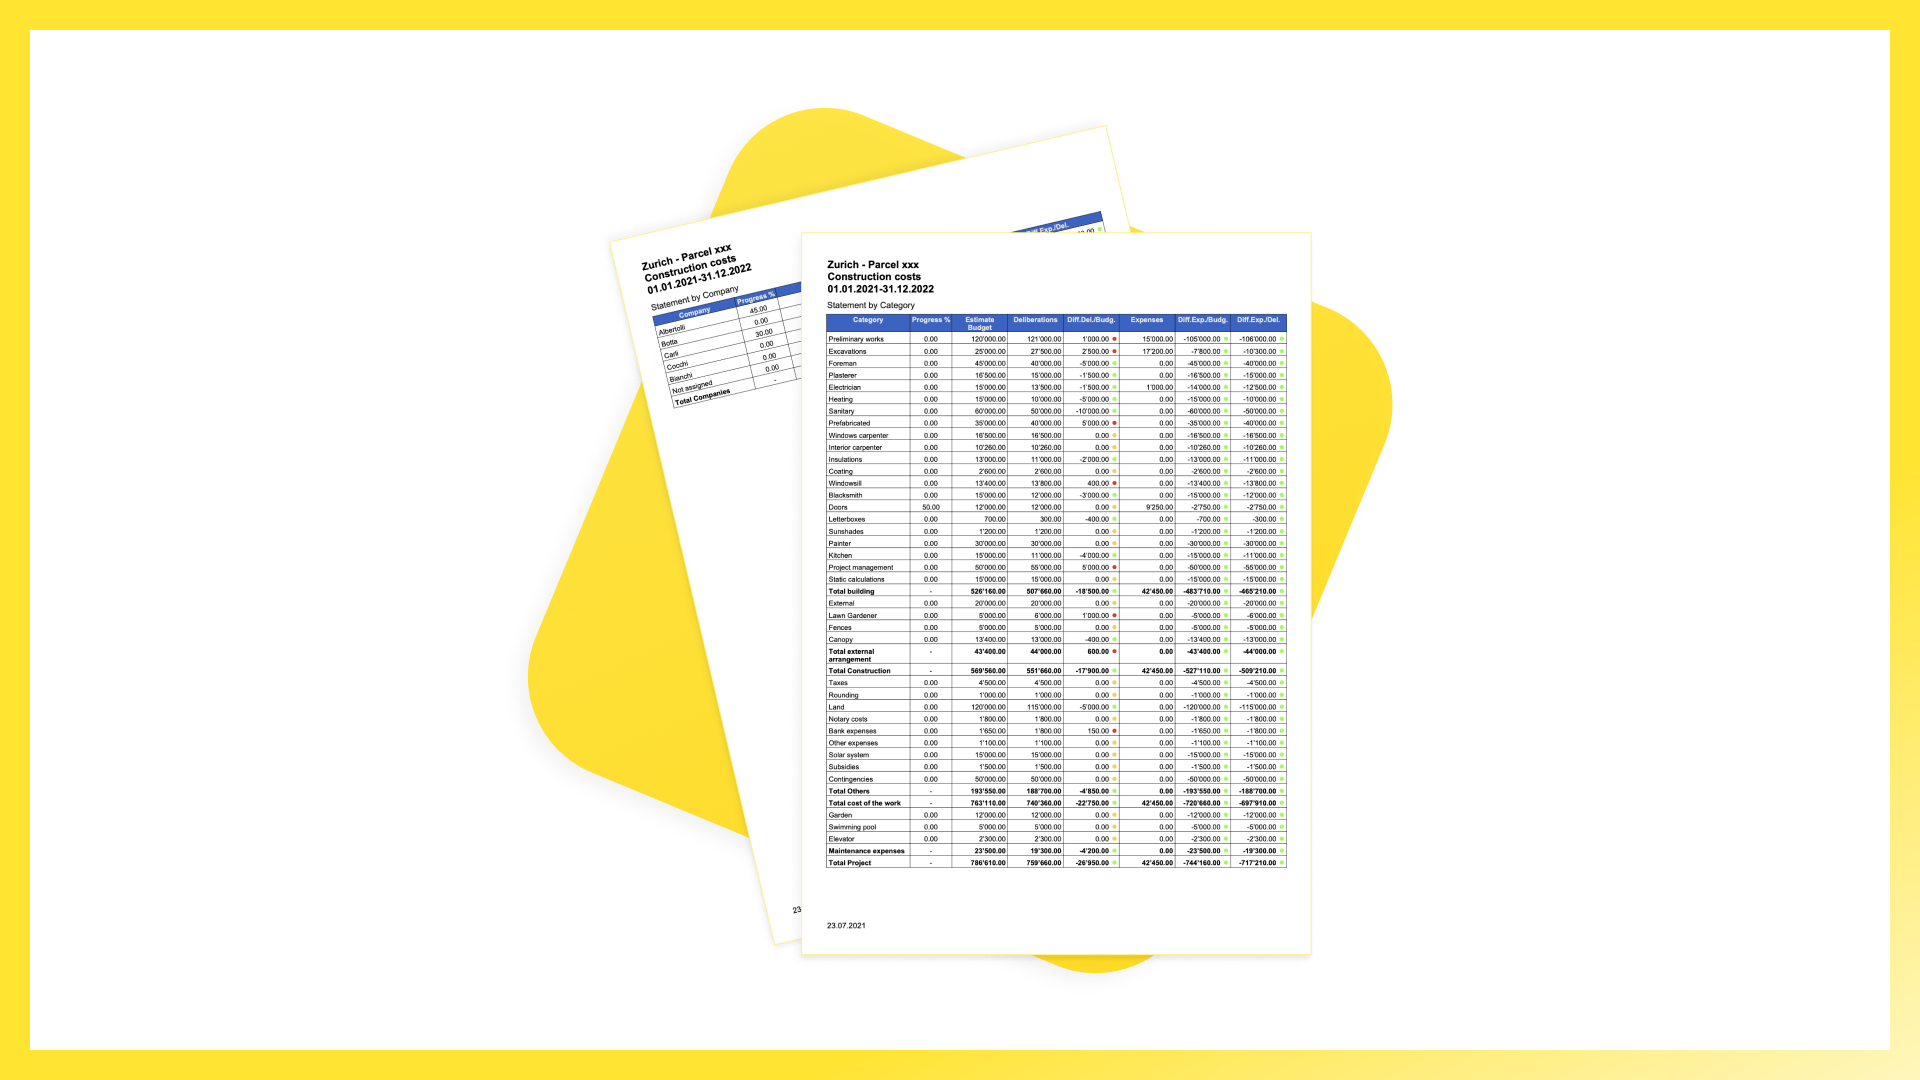 Zurich - Parcel xxx
Construction costs
01.01.2021-31.12.2022
Statement by Company
Company Progress % Diff.Exp./Del.
Albertolli 45.00
Botta 0.00
Carli 30.00
Cocchi 0.00
Bianchi 0.00
Not assigned 0.00
Total Companies -
23
Zurich - Parcel xxx
Construction costs
01.01.2021-31.12.2022
Statement by Category
Category Progress % Estimate Budget Deliberations Diff.Del./Budg. Expenses Diff.Exp./Budg. Diff.Exp./Del.
Preliminary works 0.00 120'000.00 121'000.00 1'000.00 15'000.00 -105'000.00 -106'000.00
Excavations 0.00 25'000.00 27'500.00 2'500.00 17'200.00 -7'800.00 -10'300.00
Foreman 0.00 45'000.00 40'000.00 -5'000.00 0.00 -45'000.00 -40'000.00
Plasterer 0.00 16'500.00 15'000.00 -1'500.00 0.00 -16'500.00 -15'000.00
Electrician 0.00 15'000.00 13'500.00 -1'500.00 1'000.00 -14'000.00 -12'500.00
Heating 0.00 15'000.00 10'000.00 -5'000.00 0.00 -15'000.00 -10'000.00
Sanitary 0.00 60'000.00 50'000.00 -10'000.00 0.00 -60'000.00 -50'000.00
Prefabricated 0.00 35'000.00 40'000.00 5'000.00 0.00 -35'000.00 -40'000.00
Windows carpenter 0.00 16'500.00 16'500.00 0.00 0.00 -16'500.00 -16'500.00
Interior carpenter 0.00 10'260.00 10'260.00 0.00 0.00 -10'260.00 -10'260.00
Insulations 0.00 13'000.00 11'000.00 -2'000.00 0.00 -13'000.00 -11'000.00
Coating 0.00 2'600.00 2'600.00 0.00 0.00 -2'600.00 -2'600.00
Windowsill 0.00 13'400.00 13'800.00 400.00 0.00 -13'400.00 -13'800.00
Blacksmith 0.00 15'000.00 12'000.00 -3'000.00 0.00 -15'000.00 -12'000.00
Doors 50.00 12'000.00 12'000.00 0.00 9'250.00 -2'750.00 -2'750.00
Letterboxes 0.00 700.00 300.00 -400.00 0.00 -700.00 -300.00
Sunshades 0.00 1'200.00 1'200.00 0.00 0.00 -1'200.00 -1'200.00
Painter 0.00 30'000.00 30'000.00 0.00 0.00 -30'000.00 -30'000.00
Kitchen 0.00 15'000.00 11'000.00 -4'000.00 0.00 -15'000.00 -11'000.00
Project management 0.00 50'000.00 55'000.00 5'000.00 0.00 -50'000.00 -55'000.00
Static calculations 0.00 15'000.00 15'000.00 0.00 0.00 -15'000.00 -15'000.00
Total building - 526'160.00 507'660.00 -18'500.00 42'450.00 -483'710.00 -465'210.00
External 0.00 20'000.00 20'000.00 0.00 0.00 -20'000.00 -20'000.00
Lawn Gardener 0.00 5'000.00 6'000.00 1'000.00 0.00 -5'000.00 -6'000.00
Fences 0.00 5'000.00 5'000.00 0.00 0.00 -5'000.00 -5'000.00
Canopy 0.00 13'400.00 13'000.00 -400.00 0.00 -13'400.00 -13'000.00
Total external arrangement - 43'400.00 44'000.00 600.00 0.00 -43'400.00 -44'000.00
Total Construction - 569'560.00 551'660.00 -17'900.00 42'450.00 -527'110.00 -509'210.00
Taxes 0.00 4'500.00 4'500.00 0.00 0.00 -4'500.00 -4'500.00
Rounding 0.00 1'000.00 1'000.00 0.00 0.00 -1'000.00 -1'000.00
Land 0.00 120'000.00 115'000.00 -5'000.00 0.00 -120'000.00 -115'000.00
Notary costs 0.00 1'800.00 1'800.00 0.00 0.00 -1'800.00 -1'800.00
Bank expenses 0.00 1'650.00 1'800.00 150.00 0.00 -1'650.00 -1'800.00
Other expenses 0.00 1'100.00 1'100.00 0.00 0.00 -1'100.00 -1'100.00
Solar system 0.00 15'000.00 15'000.00 0.00 0.00 -15'000.00 -15'000.00
Subsidies 0.00 1'500.00 1'500.00 0.00 0.00 -1'500.00 -1'500.00
Contingencies 0.00 50'000.00 50'000.00 0.00 0.00 -50'000.00 -50'000.00
Total Others - 193'550.00 188'700.00 -4'850.00 0.00 -193'550.00 -188'700.00
Total cost of the work - 763'110.00 740'360.00 -22'750.00 42'450.00 -720'660.00 -697'910.00
Garden 0.00 12'000.00 12'000.00 0.00 0.00 -12'000.00 -12'000.00
Swimming pool 0.00 5'000.00 5'000.00 0.00 0.00 -5'000.00 -5'000.00
Elevator 0.00 2'300.00 2'300.00 0.00 0.00 -2'300.00 -2'300.00
Maintenance expenses - 23'500.00 19'300.00 -4'200.00 0.00 -23'500.00 -19'300.00
Total Project - 786'610.00 759'660.00 -26'950.00 42'450.00 -744'160.00 -717'210.00
23.07.2021